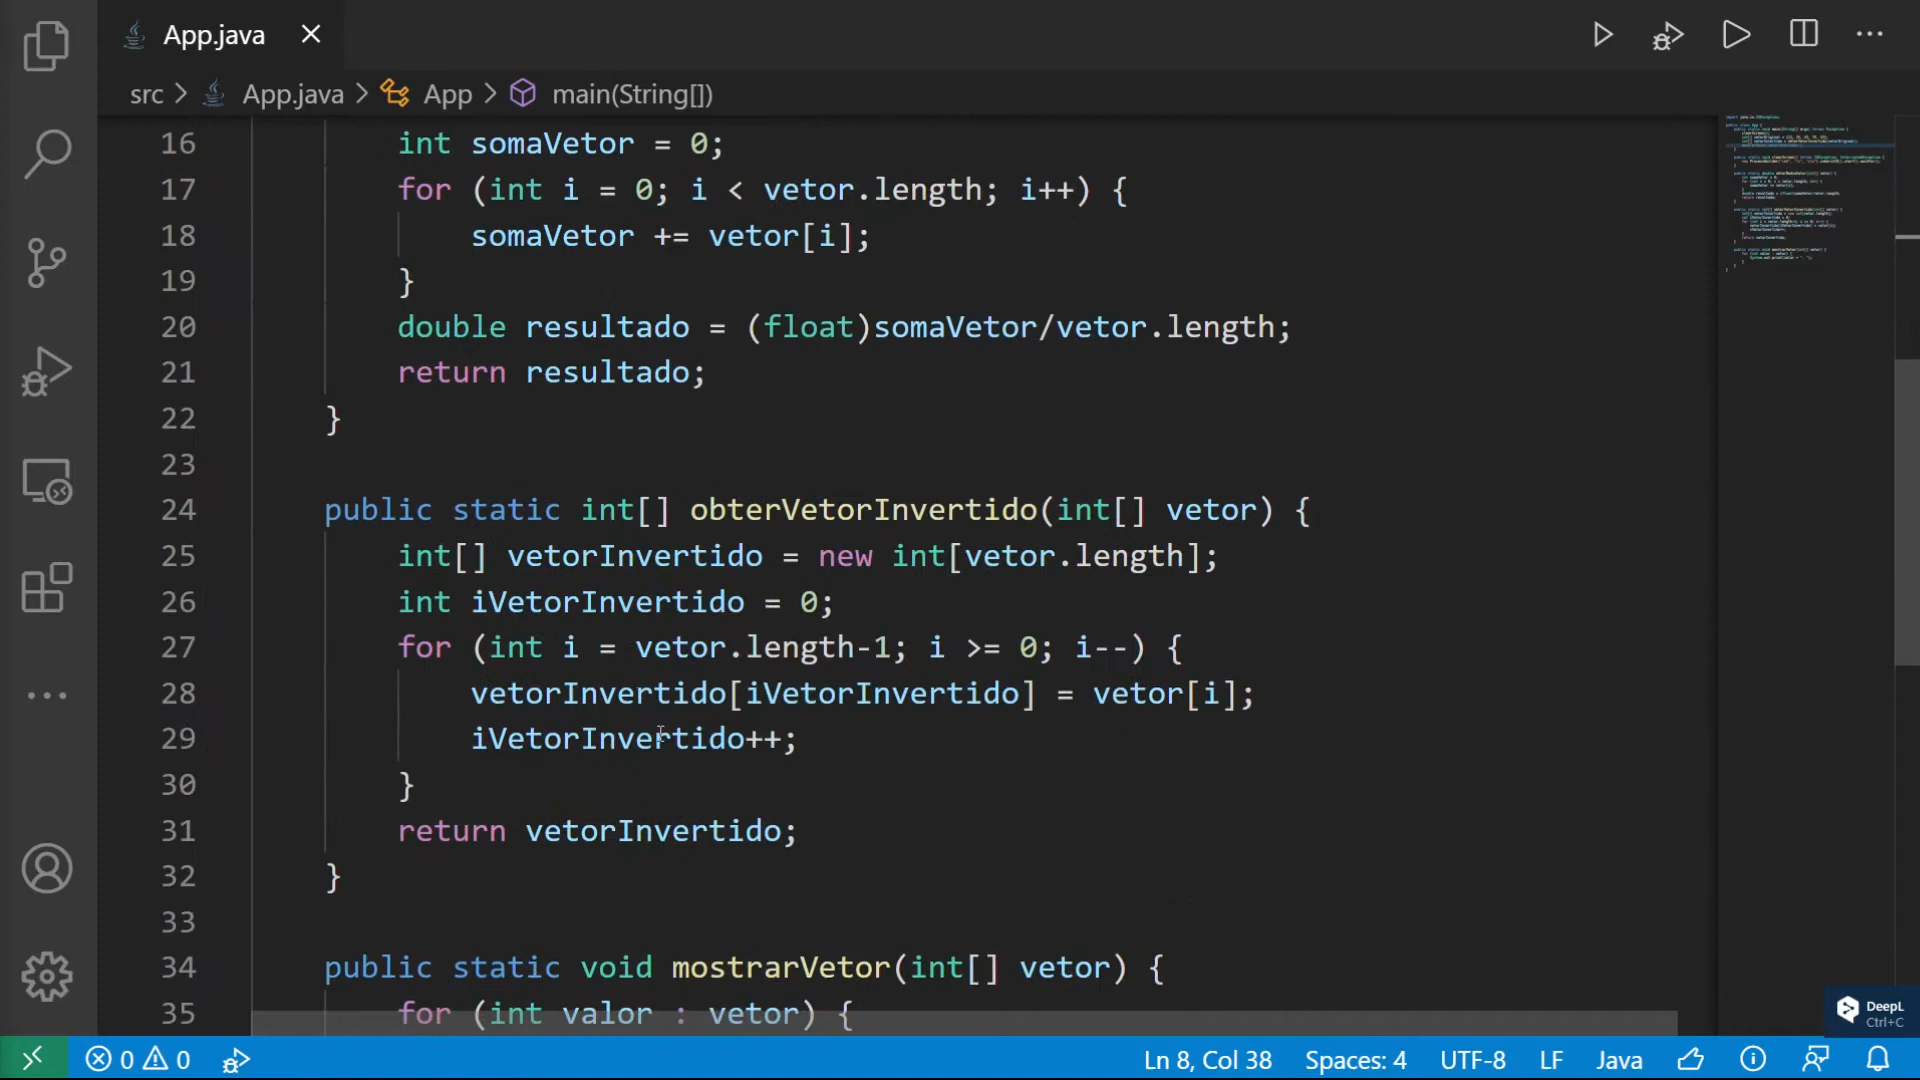 App.java
src > App.java > App > main(String[])
16 int somaVetor = 0;
17 for (int i = 0; i < vetor.length; i++) {
18 somaVetor += vetor[i];
19 }
20 double resultado = (float)somaVetor/vetor.length;
21 return resultado;
22 }
23
24 public static int[] obterVetorInvertido(int[] vetor) {
25 int[] vetorInvertido = new int[vetor.length];
26 int iVetorInvertido = 0;
27 for (int i = vetor.length-1; i >= 0; i--) {
28 vetorInvertido[iVetorInvertido] = vetor[i];
29 iVetorInvertido++;
30 }
31 return vetorInvertido;
32 }
33
34 public static void mostrarVetor(int[] vetor) {
35 for (int valor : vetor) {
DeepL
Ctrl+C
0 0 Ln 8, Col 38 Spaces: 4 UTF-8 LF Java